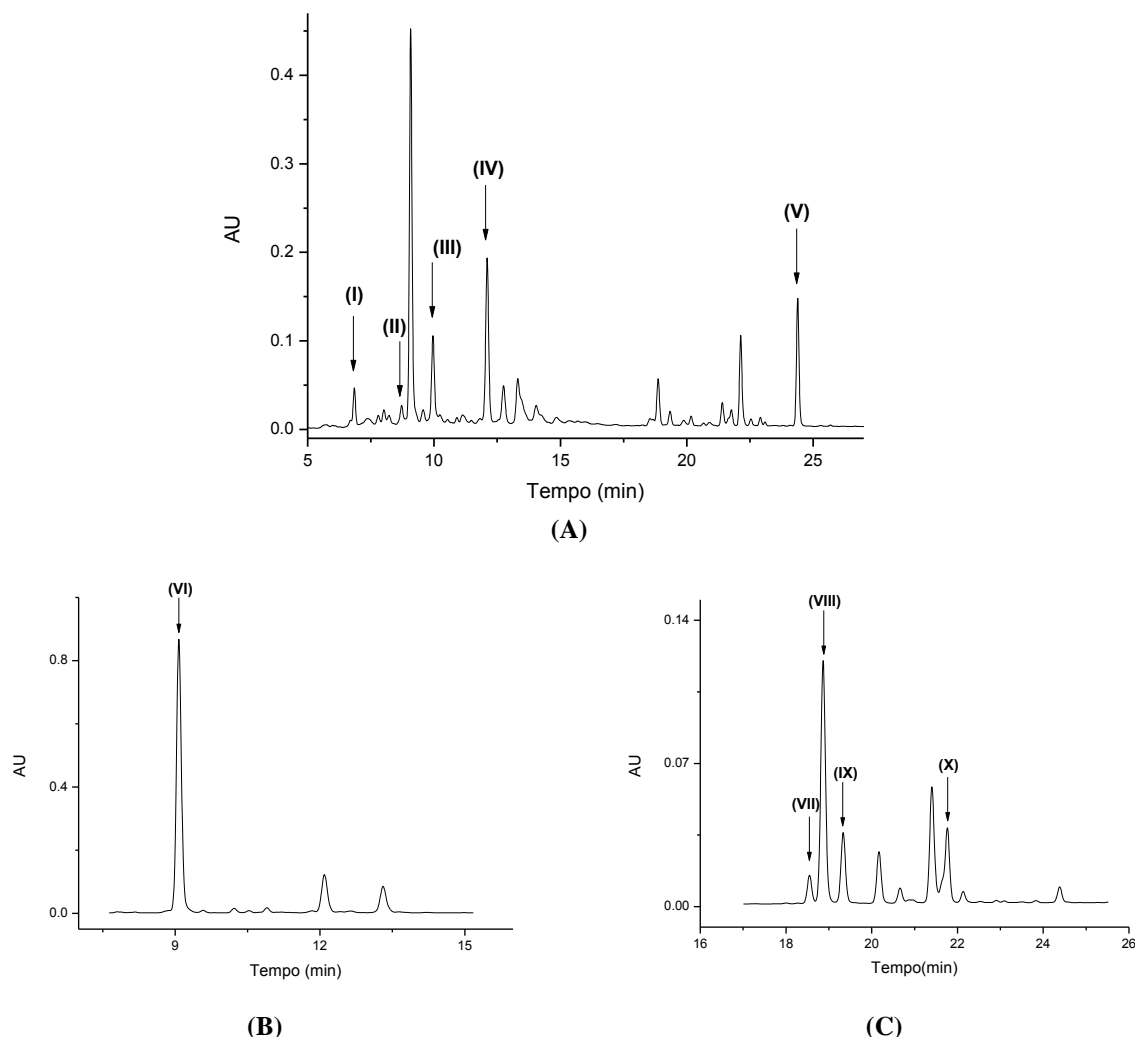 (I)
(II)
(III)
(IV)
(V)
0.4
0.3
0.2
0.1
0.0
AU
5
10
15
20
25
Tempo (min)
(A)
(VI)
0.8
0.4
0.0
AU
9
12
15
Tempo (min)
(B)
(VII)
(VIII)
(IX)
(X)
0.14
0.07
0.00
AU
16
18
20
22
24
26
Tempo(min)
(C)